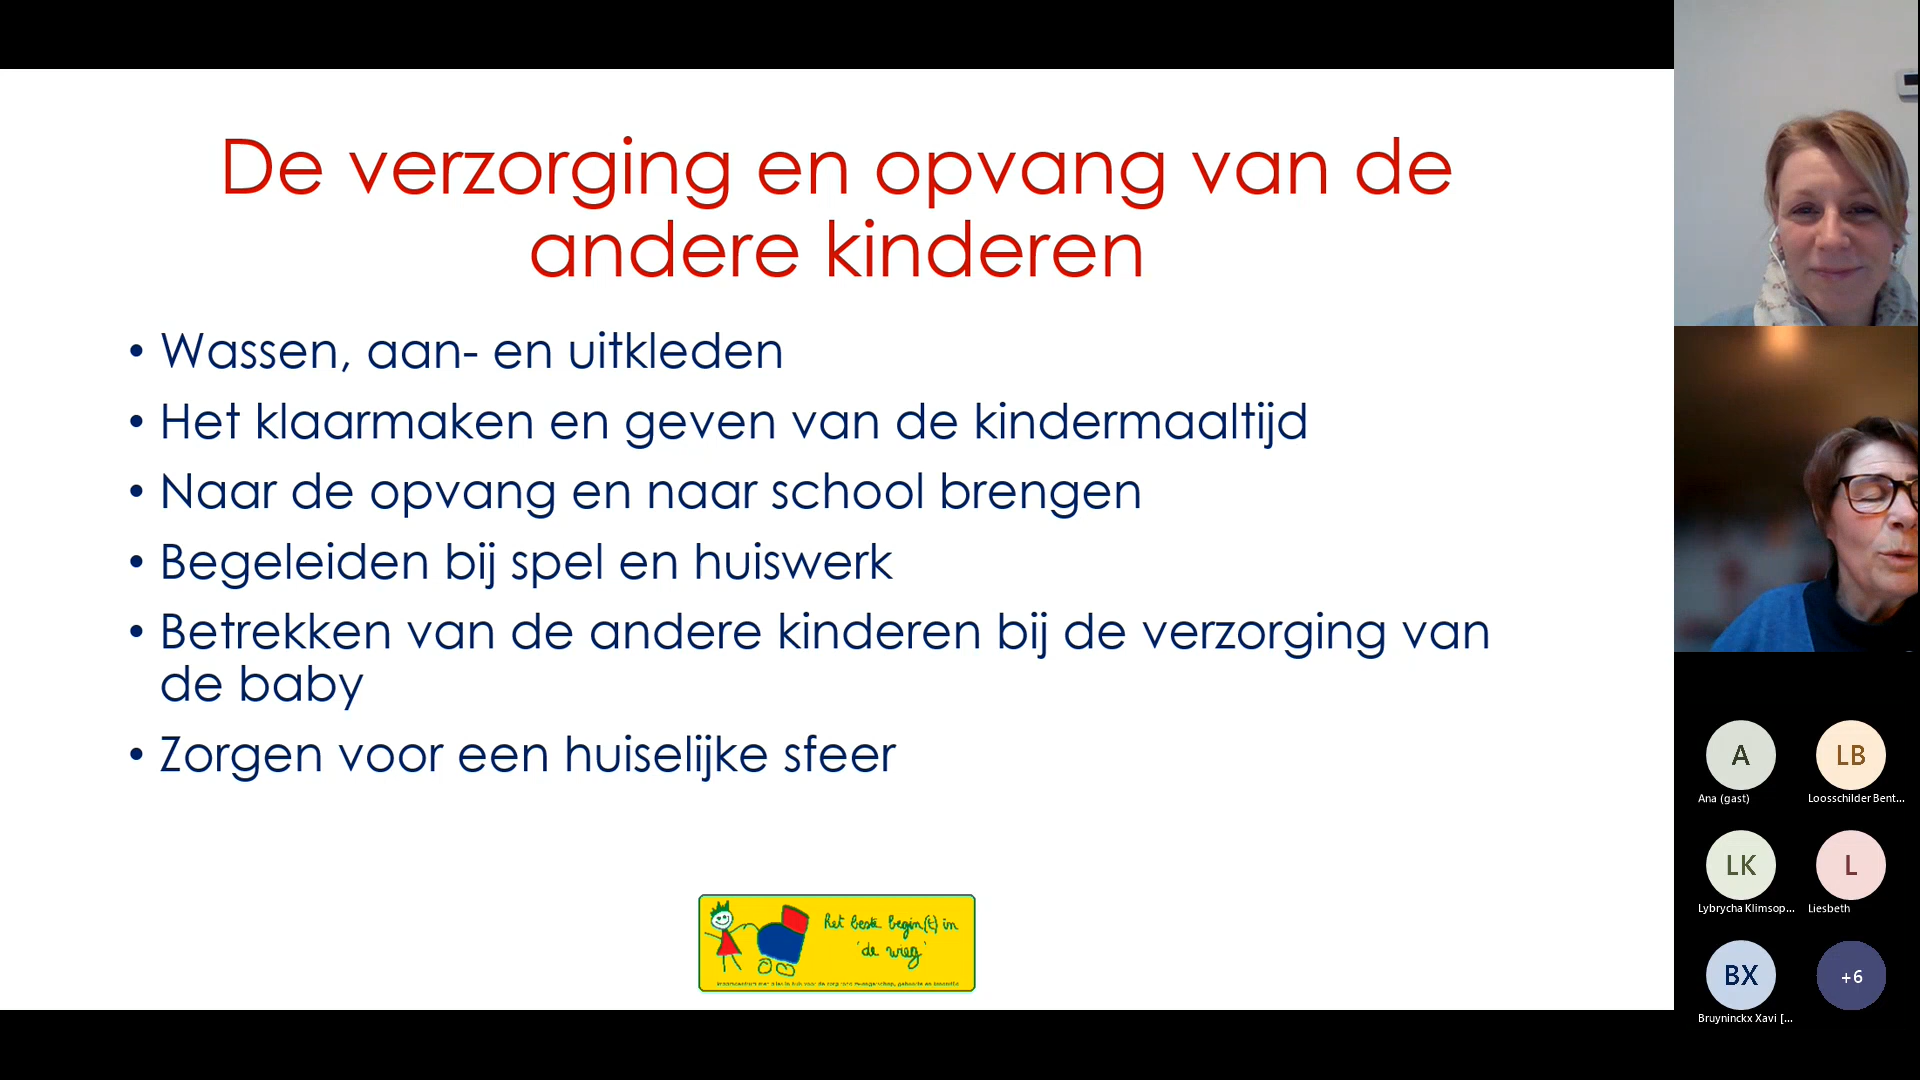 De verzorging en opvang van de
andere kinderen
• Wassen, aan- en uitkleden
• Het klaarmaken en geven van de kindermaaltijd
• Naar de opvang en naar school brengen
• Begeleiden bij spel en huiswerk
• Betrekken van de andere kinderen bij de verzorging van
de baby
• Zorgen voor een huiselijke sfeer
Het beste begin(t) in
'de wieg'
A
Ana (gast)
LB
Loosschilder Bent...
LK
Lybrycha Klimsop...
L
Liesbeth
BX
Bruyninckx Xavi [...
+6